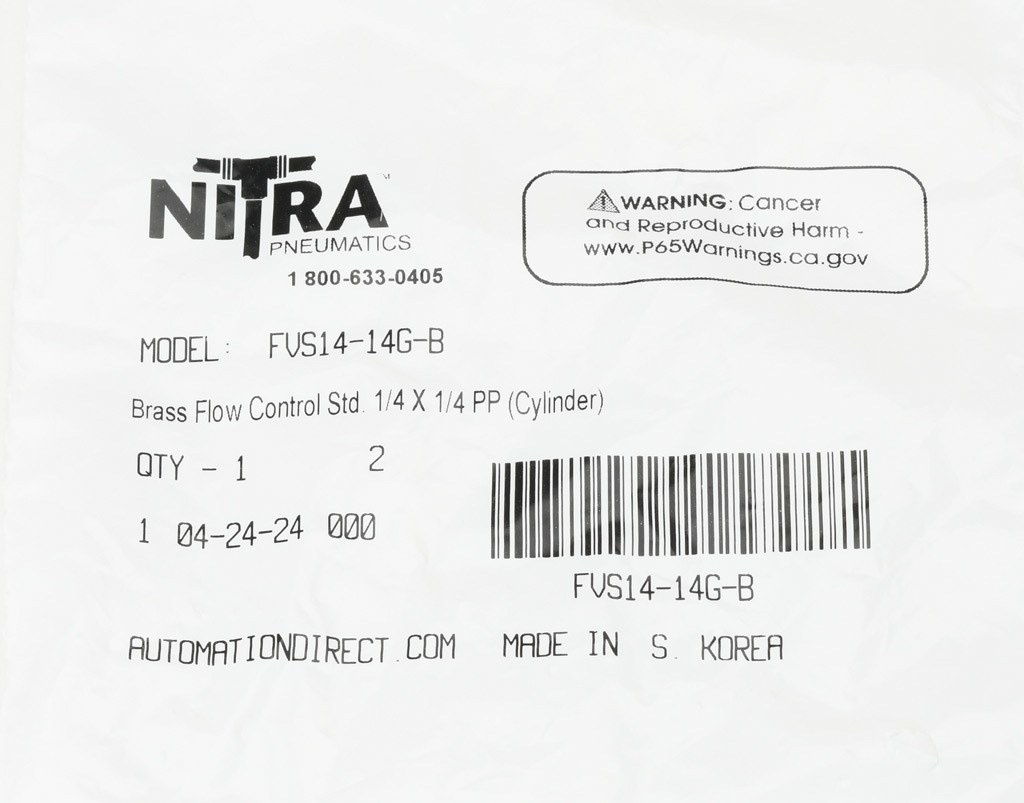 NITRA™
PNEUMATICS
1 800-633-0405
⚠WARNING: Cancer
and Reproductive Harm -
www.P65Warnings.ca.gov
MODEL: FVS14-14G-B
Brass Flow Control Std. 1/4 X 1/4 PP (Cylinder)
QTY - 1 2
1 04-24-24 000
FVS14-14G-B
AUTOMATIONDIRECT.COM MADE IN S. KOREA